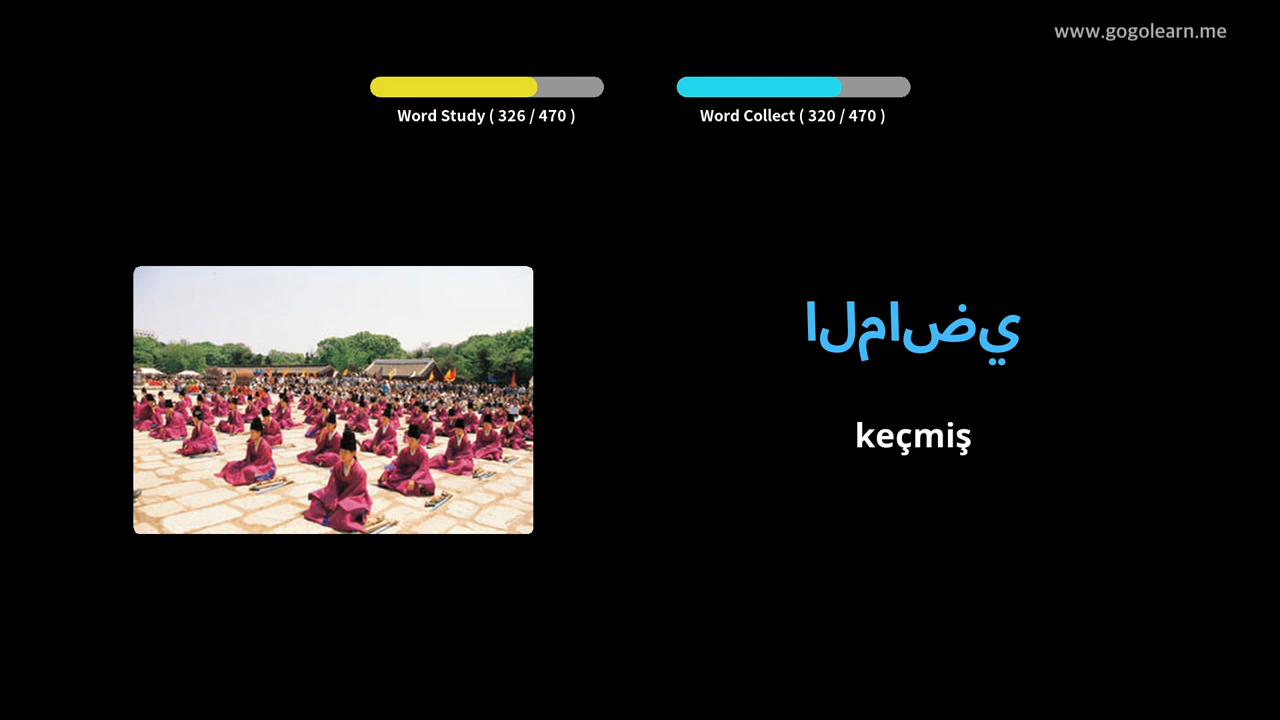 www.gogolearn.me
Word Study ( 326 / 470 )
Word Collect ( 320 / 470 )
الماضي
keçmiş